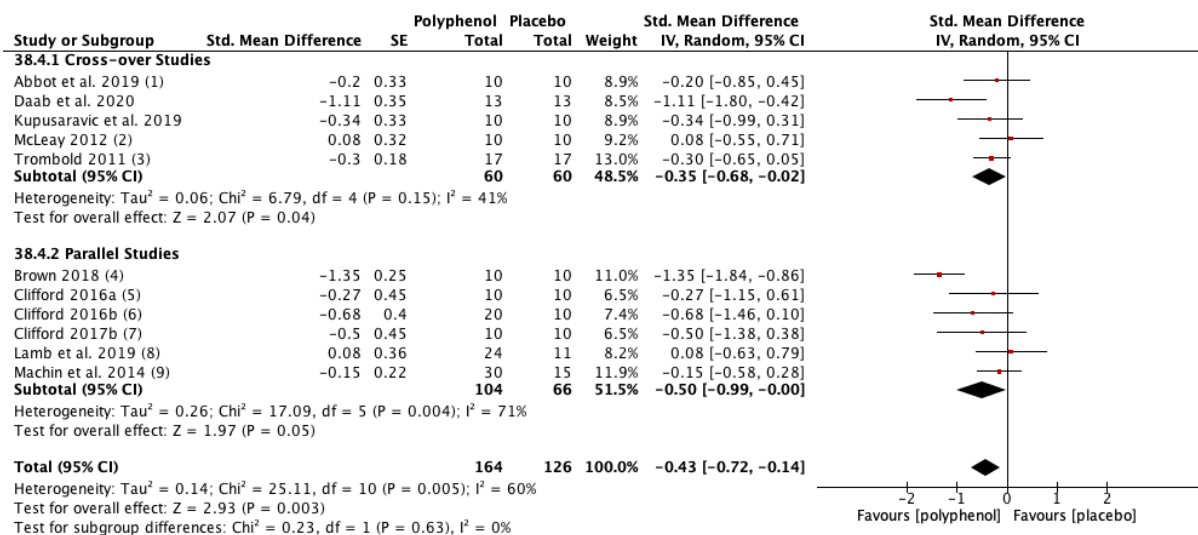 Polyphenol Placebo Std. Mean Difference Std. Mean Difference
Study or Subgroup Std. Mean Difference SE Total Total Weight IV, Random, 95% CI IV, Random, 95% CI
38.4.1 Cross-over Studies
Abbot et al. 2019 (1) -0.2 0.33 10 10 8.9% -0.20 [-0.85, 0.45]
Daab et al. 2020 -1.11 0.35 13 13 8.5% -1.11 [-1.80, -0.42]
Kupusaravic et al. 2019 -0.34 0.33 10 10 8.9% -0.34 [-0.99, 0.31]
McLeay 2012 (2) 0.08 0.32 10 10 9.2% 0.08 [-0.55, 0.71]
Trombold 2011 (3) -0.3 0.18 17 17 13.0% -0.30 [-0.65, 0.05]
Subtotal (95% CI) 60 60 48.5% -0.35 [-0.68, -0.02]
Heterogeneity: Tau² = 0.06; Chi² = 6.79, df = 4 (P = 0.15); I² = 41%
Test for overall effect: Z = 2.07 (P = 0.04)
38.4.2 Parallel Studies
Brown 2018 (4) -1.35 0.25 10 10 11.0% -1.35 [-1.84, -0.86]
Clifford 2016a (5) -0.27 0.45 10 10 6.5% -0.27 [-1.15, 0.61]
Clifford 2016b (6) -0.68 0.4 20 10 7.4% -0.68 [-1.46, 0.10]
Clifford 2017b (7) -0.5 0.45 10 10 6.5% -0.50 [-1.38, 0.38]
Lamb et al. 2019 (8) 0.08 0.36 24 11 8.2% 0.08 [-0.63, 0.79]
Machin et al. 2014 (9) -0.15 0.22 30 15 11.9% -0.15 [-0.58, 0.28]
Subtotal (95% CI) 104 66 51.5% -0.50 [-0.99, -0.00]
Heterogeneity: Tau² = 0.26; Chi² = 17.09, df = 5 (P = 0.004); I² = 71%
Test for overall effect: Z = 1.97 (P = 0.05)
Total (95% CI) 164 126 100.0% -0.43 [-0.72, -0.14]
Heterogeneity: Tau² = 0.14; Chi² = 25.11, df = 10 (P = 0.005); I² = 60%
Test for overall effect: Z = 2.93 (P = 0.003)
Test for subgroup differences: Chi² = 0.23, df = 1 (P = 0.63), I² = 0%
-2 -1 0 1 2
Favours [polyphenol] Favours [placebo]